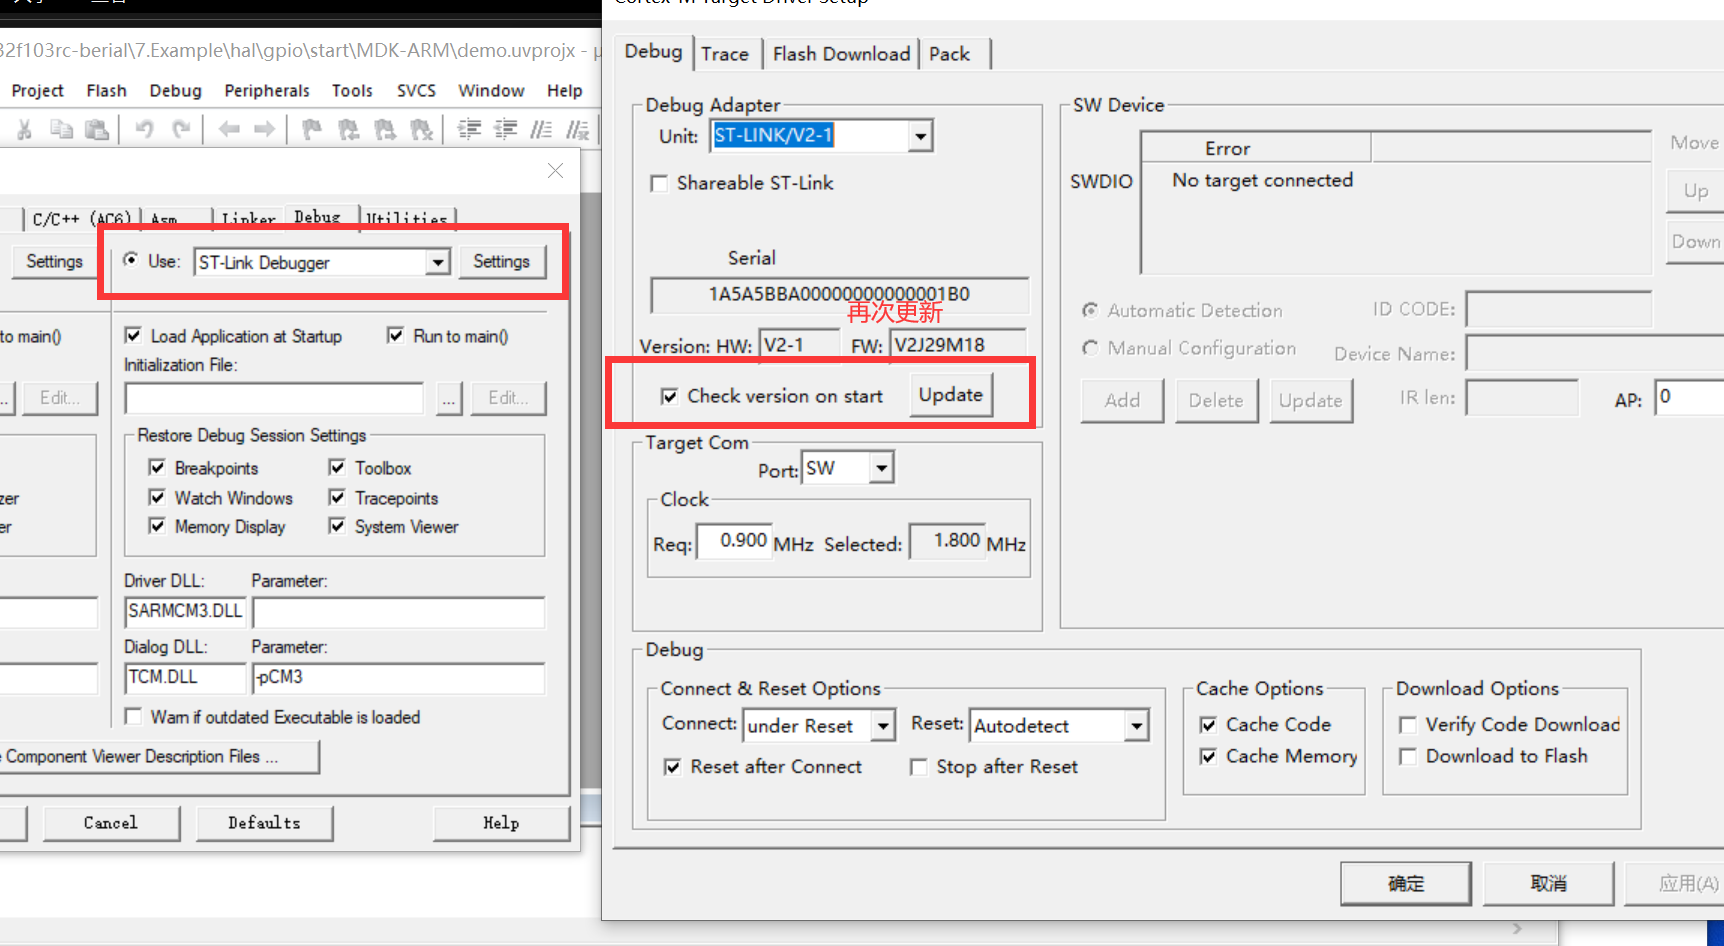 32f103rc-berial\7.Example\hal\gpio\start\MDK-ARM\demo.uvprojx - µ
Project Flash Debug Peripherals Tools SVCS Window Help
C/C++ (AC6) Asm Linker Debug Utilities
Settings
Use: ST-Link Debugger Settings
to main()
Load Application at Startup
Run to main()
Initialization File:
... Edit...
... Edit...
Restore Debug Session Settings
Breakpoints Toolbox
Watch Windows Tracepoints
Memory Display System Viewer
zer
er
Driver DLL: Parameter:
SARMCM3.DLL
Dialog DLL: Parameter:
TCM.DLL -pCM3
Warn if outdated Executable is loaded
Component Viewer Description Files ...
Cancel Defaults Help
Cortex-M Target Driver Setup
Debug Trace Flash Download Pack
Debug Adapter
Unit: ST-LINK/V2-1
Shareable ST-Link
Serial
1A5A5BBA00000000000001B0
再次更新
Version: HW: V2-1 FW: V2J29M18
Check version on start Update
Target Com
Port: SW
Clock
Req: 0.900 MHz Selected: 1.800 MHz
SW Device
Error
SWDIO No target connected
Move
Up
Down
Automatic Detection ID CODE:
Manual Configuration Device Name:
Add Delete Update IR len: AP: 0
Debug
Connect & Reset Options
Connect: under Reset Reset: Autodetect
Reset after Connect Stop after Reset
Cache Options
Cache Code
Cache Memory
Download Options
Verify Code Download
Download to Flash
确定 取消 应用(A)